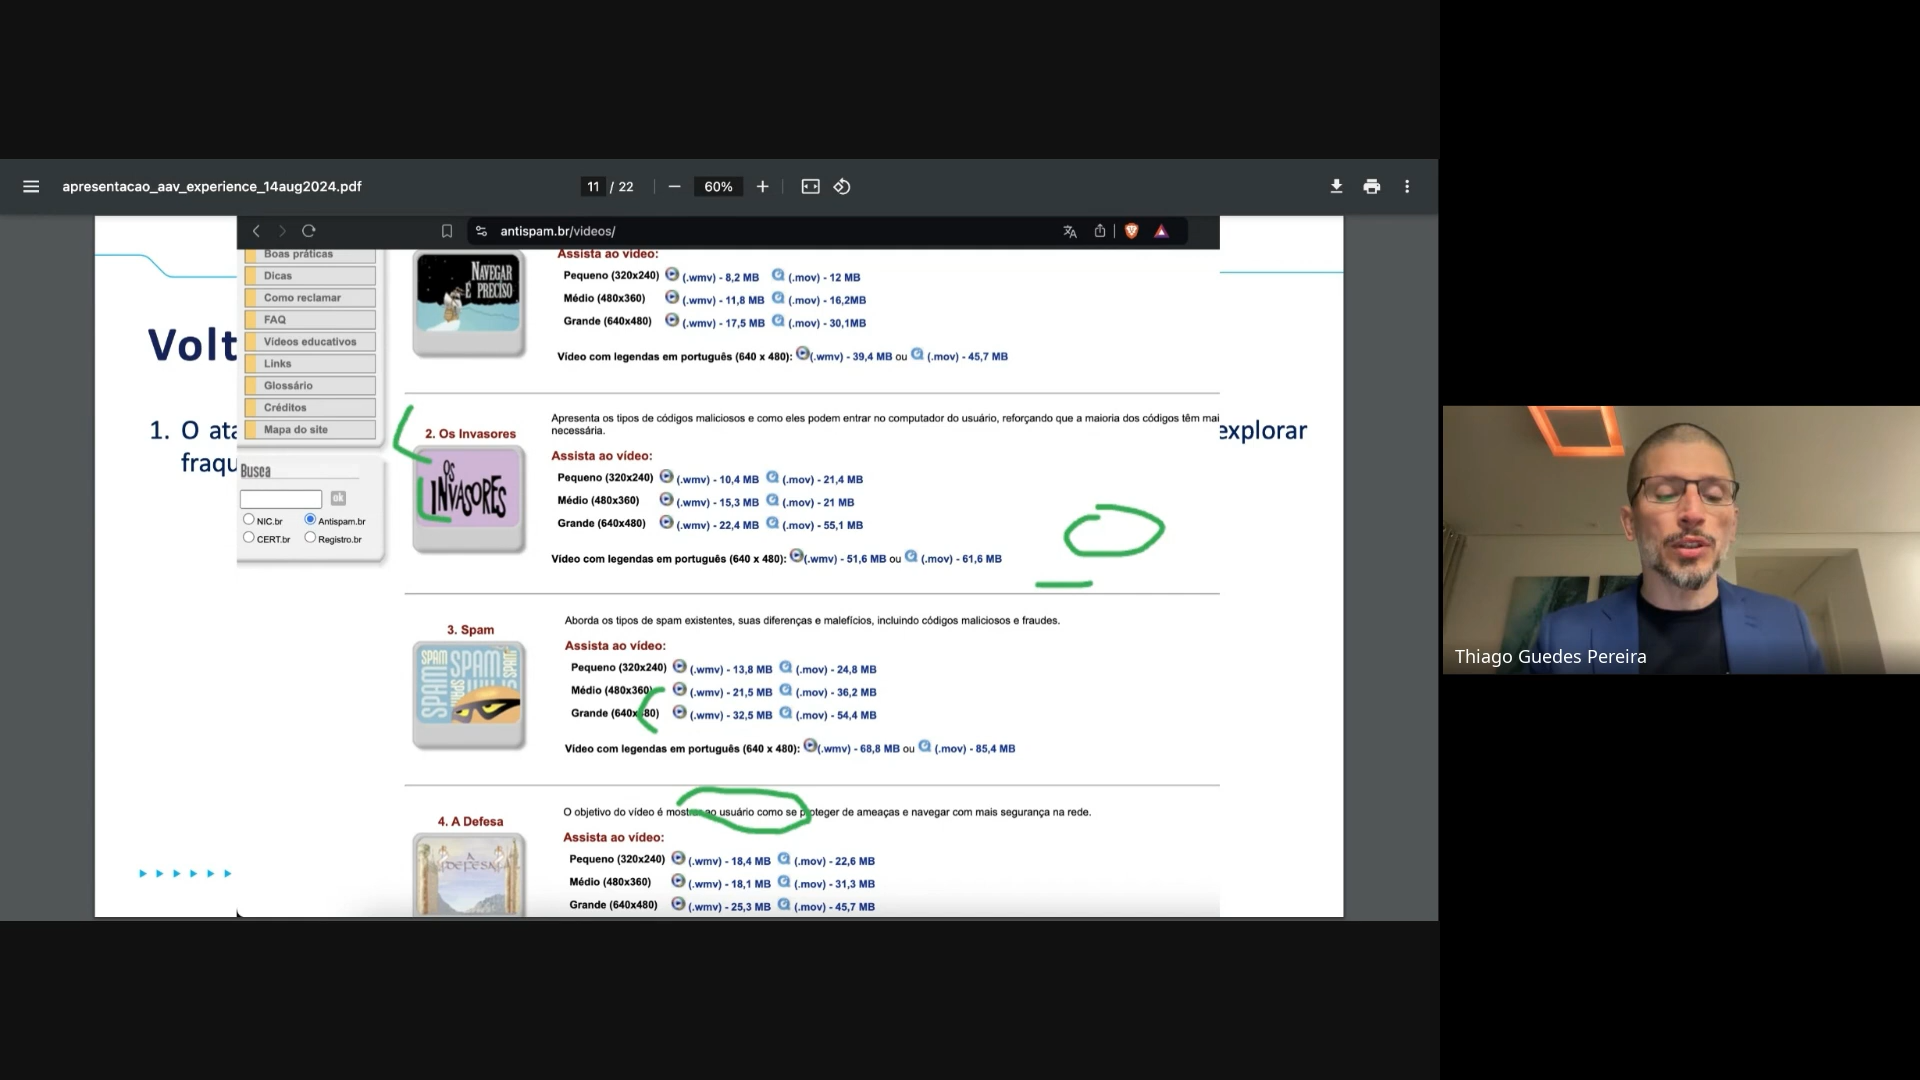 apresentacao_aav_experience_14aug2024.pdf
11 / 22
60%
antispam.br/videos/
Volt
1. O ata
explorar
fraqu
Boas práticas
Dicas
Como reclamar
FAQ
Vídeos educativos
Links
Glossário
Créditos
Mapa do site
Busca
ok
NIC.br
Antispam.br
CERT.br
Registro.br
NAVEGAR
É PRECISO
Assista ao vídeo:
Pequeno (320x240) (.wmv) - 8,2 MB (.mov) - 12 MB
Médio (480x360) (.wmv) - 11,8 MB (.mov) - 16,2MB
Grande (640x480) (.wmv) - 17,5 MB (.mov) - 30,1MB
Vídeo com legendas em português (640 x 480): (.wmv) - 39,4 MB ou (.mov) - 45,7 MB
2. Os Invasores
OS
INVASORES
Apresenta os tipos de códigos maliciosos e como eles podem entrar no computador do usuário, reforçando que a maioria dos códigos têm mai
necessária.
Assista ao vídeo:
Pequeno (320x240) (.wmv) - 10,4 MB (.mov) - 21,4 MB
Médio (480x360) (.wmv) - 15,3 MB (.mov) - 21 MB
Grande (640x480) (.wmv) - 22,4 MB (.mov) - 55,1 MB
Vídeo com legendas em português (640 x 480): (.wmv) - 51,6 MB ou (.mov) - 61,6 MB
3. Spam
SPAM SPAM SPAM
SPAM
Aborda os tipos de spam existentes, suas diferenças e malefícios, incluindo códigos maliciosos e fraudes.
Assista ao vídeo:
Pequeno (320x240) (.wmv) - 13,8 MB (.mov) - 24,8 MB
Médio (480x360) (.wmv) - 21,5 MB (.mov) - 36,2 MB
Grande (640x480) (.wmv) - 32,5 MB (.mov) - 54,4 MB
Vídeo com legendas em português (640 x 480): (.wmv) - 68,8 MB ou (.mov) - 85,4 MB
4. A Defesa
A
DEFESA
O objetivo do vídeo é mostrar ao usuário como se proteger de ameaças e navegar com mais segurança na rede.
Assista ao vídeo:
Pequeno (320x240) (.wmv) - 18,4 MB (.mov) - 22,6 MB
Médio (480x360) (.wmv) - 18,1 MB (.mov) - 31,3 MB
Grande (640x480) (.wmv) - 25,3 MB (.mov) - 45,7 MB
Thiago Guedes Pereira